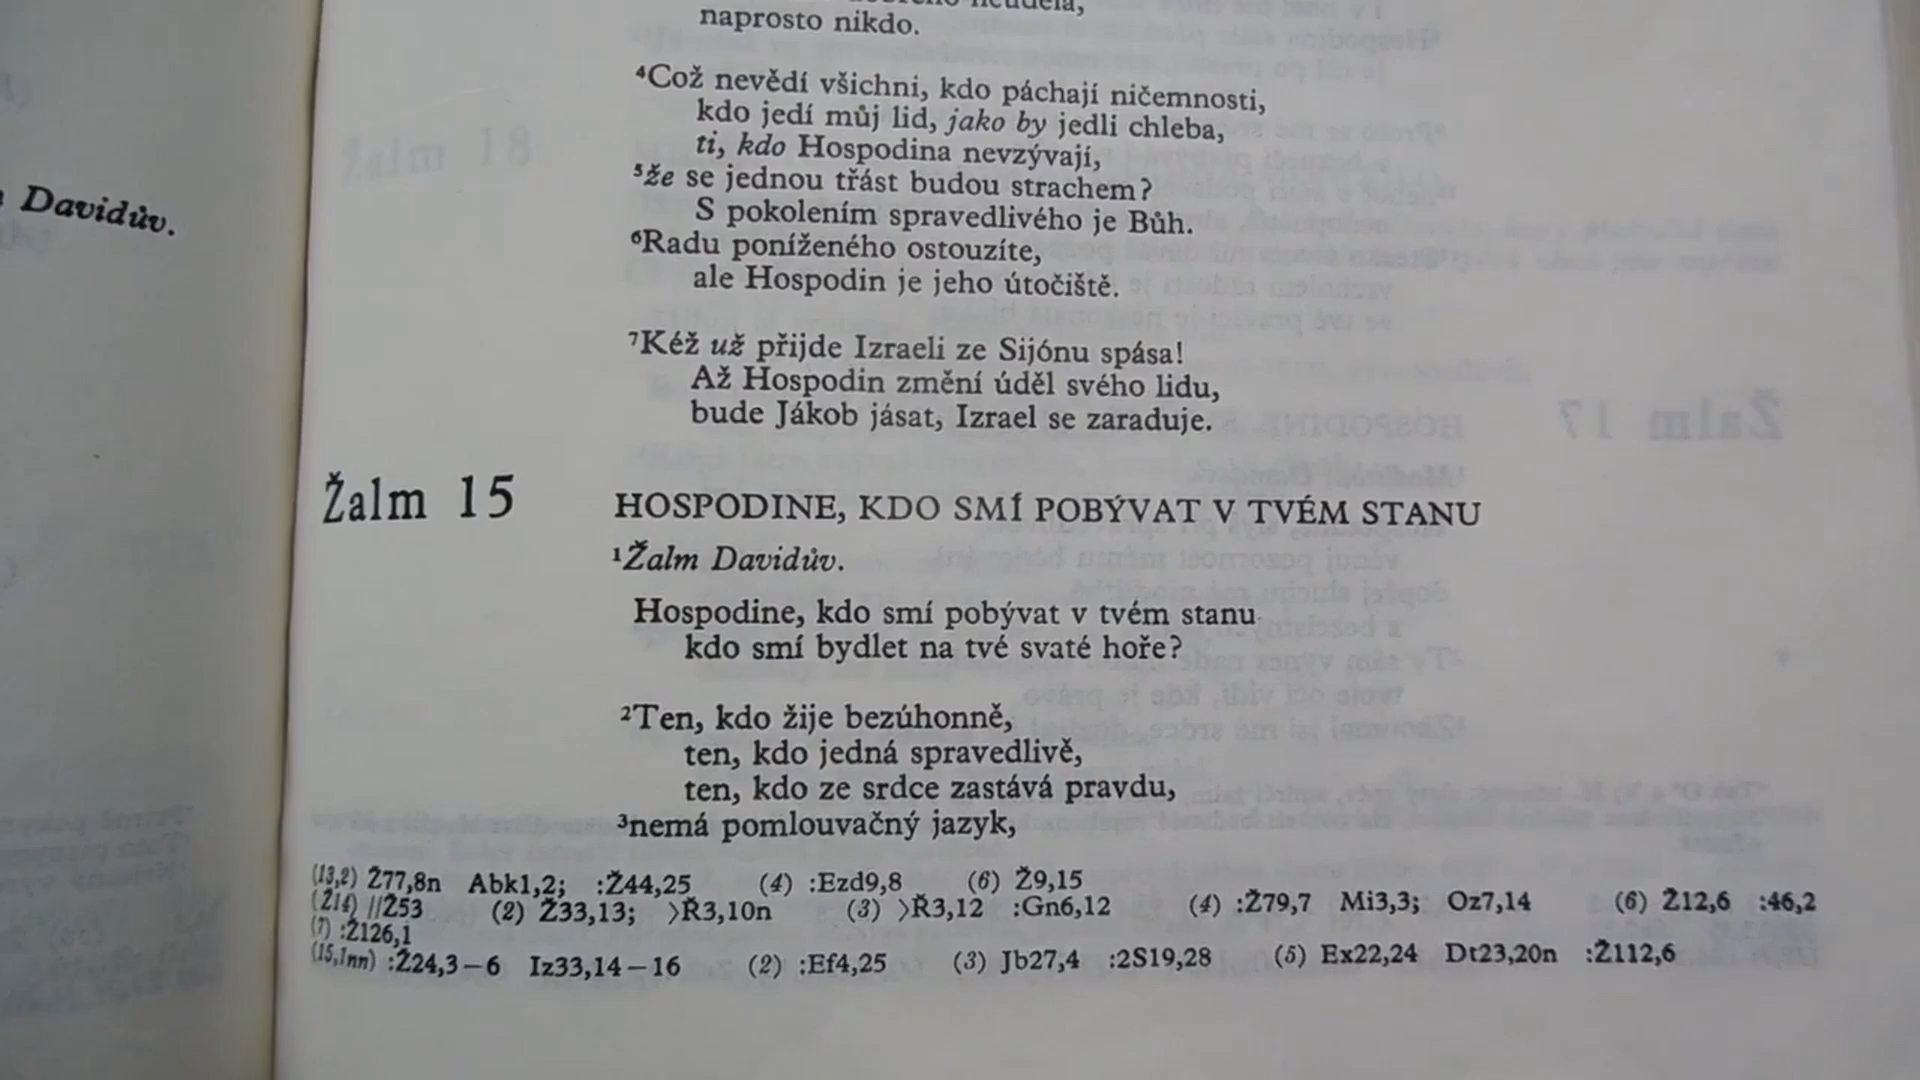 Davidův.
naprosto nikdo.
⁴Což nevědí všichni, kdo páchají ničemnosti,
kdo jedí můj lid, jako by jedli chleba,
ti, kdo Hospodina nevzývají,
⁵že se jednou třást budou strachem?
S pokolením spravedlivého je Bůh.
⁶Radu poníženého ostouzíte,
ale Hospodin je jeho útočiště.
⁷Kéž už přijde Izraeli ze Sijónu spása!
Až Hospodin změní úděl svého lidu,
bude Jákob jásat, Izrael se zaraduje.
Žalm 15
HOSPODINE, KDO SMÍ POBÝVAT V TVÉM STANU
¹Žalm Davidův.
Hospodine, kdo smí pobývat v tvém stanu
kdo smí bydlet na tvé svaté hoře?
²Ten, kdo žije bezúhonně,
ten, kdo jedná spravedlivě,
ten, kdo ze srdce zastává pravdu,
³nemá pomlouvačný jazyk,
(13,2) Ž77,8n Abk1,2; :Ž44,25 (4) :Ezd9,8 (6) Ž9,15
(Ž14) //Ž53 (2) Ž33,13; >Ř3,10n (3) >Ř3,12 :Gn6,12 (4) :Ž79,7 Mi3,3; Oz7,14 (6) Ž12,6 :46,2
(7) :Ž126,1
(15,1nn) :Ž24,3–6 Iz33,14–16 (2) :Ef4,25 (3) Jb27,4 :2S19,28 (5) Ex22,24 Dt23,20n :Ž112,6